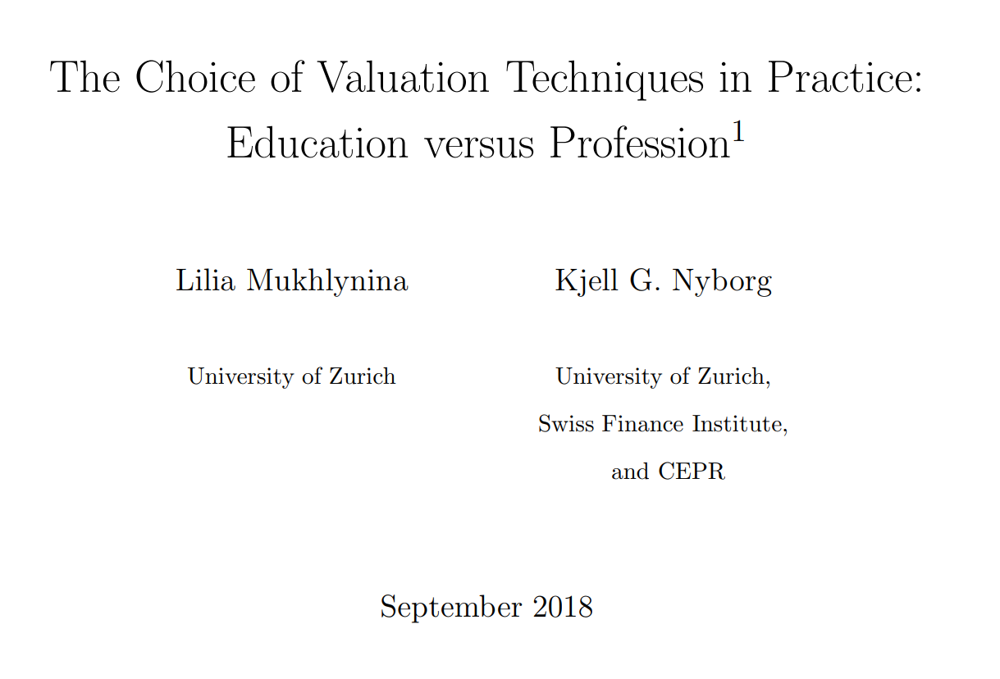 The Choice of Valuation Techniques in Practice:
Education versus Profession¹
Lilia Mukhlynina
Kjell G. Nyborg
University of Zurich
University of Zurich,
Swiss Finance Institute,
and CEPR
September 2018